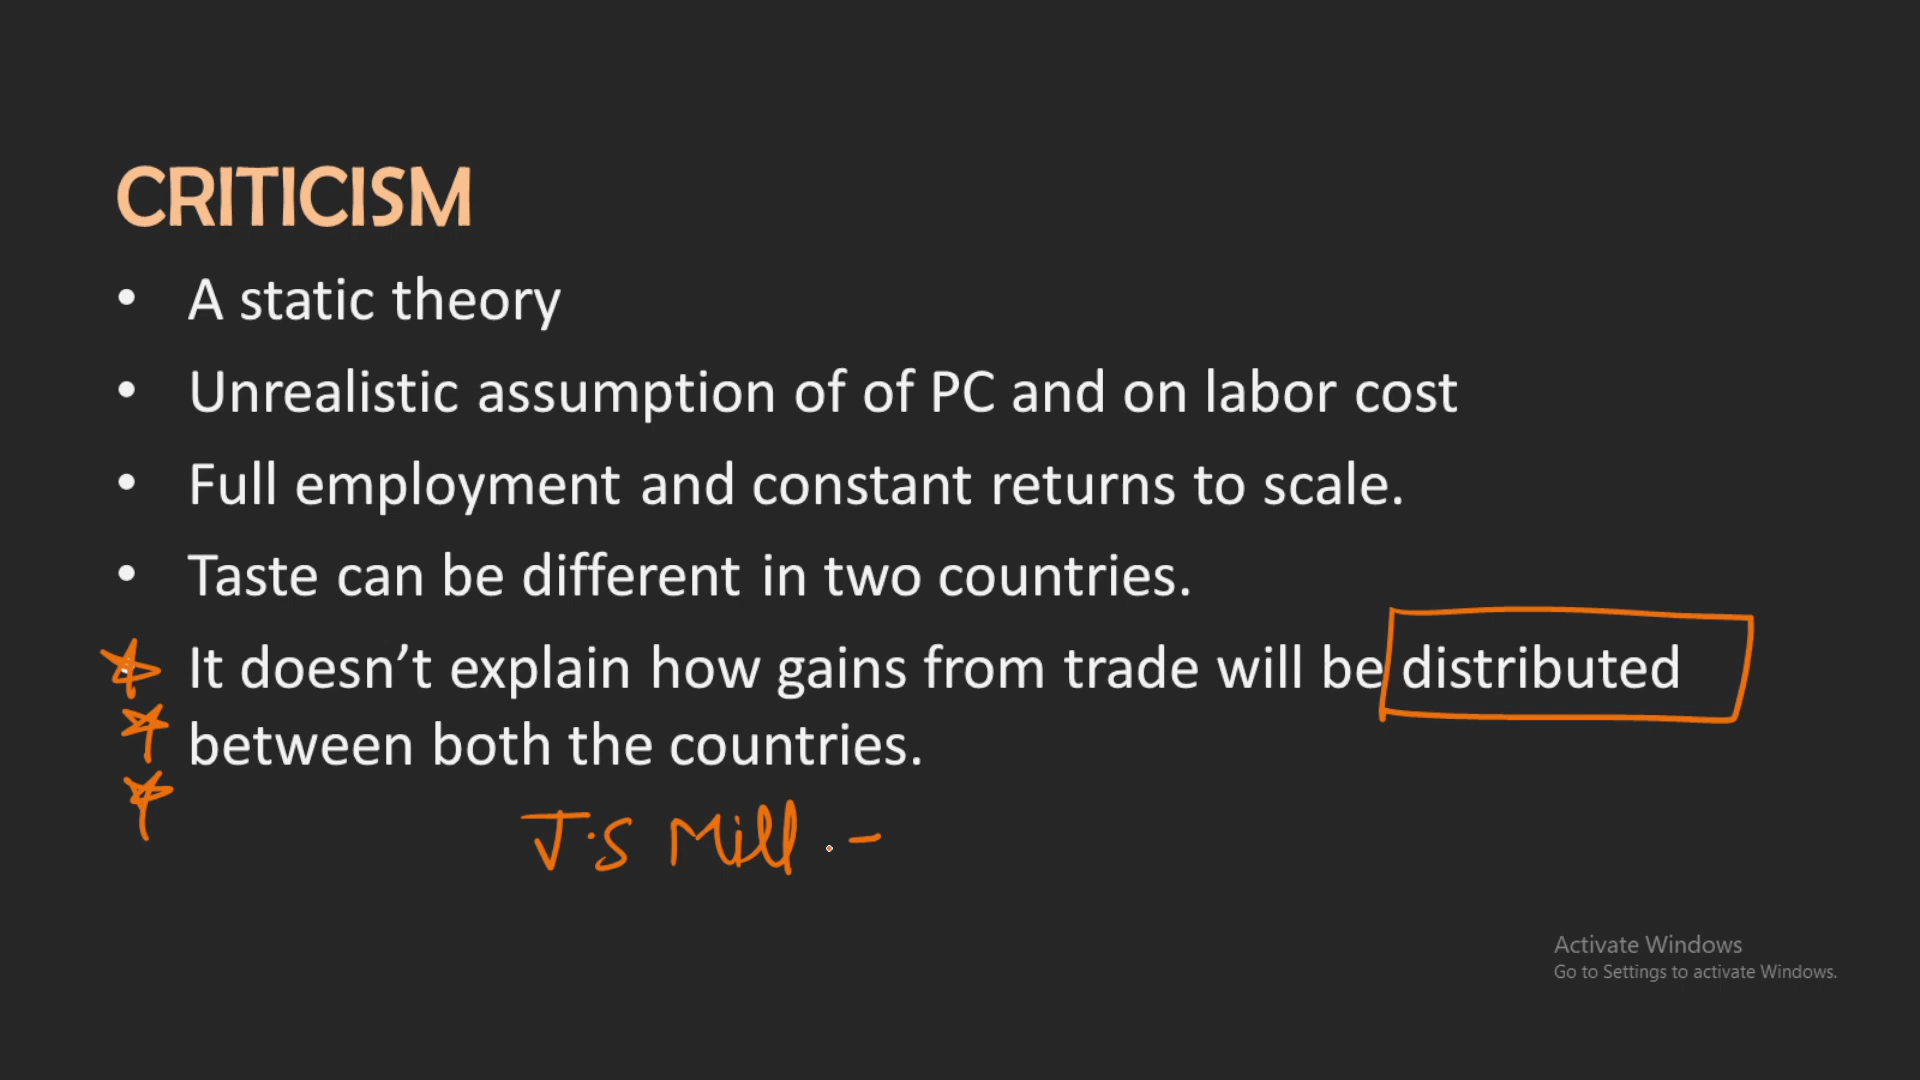 CRITICISM
• A static theory
• Unrealistic assumption of of PC and on labor cost
• Full employment and constant returns to scale.
• Taste can be different in two countries.
It doesn’t explain how gains from trade will be distributed
between both the countries.
J.S Mill . -
Activate Windows
Go to Settings to activate Windows.